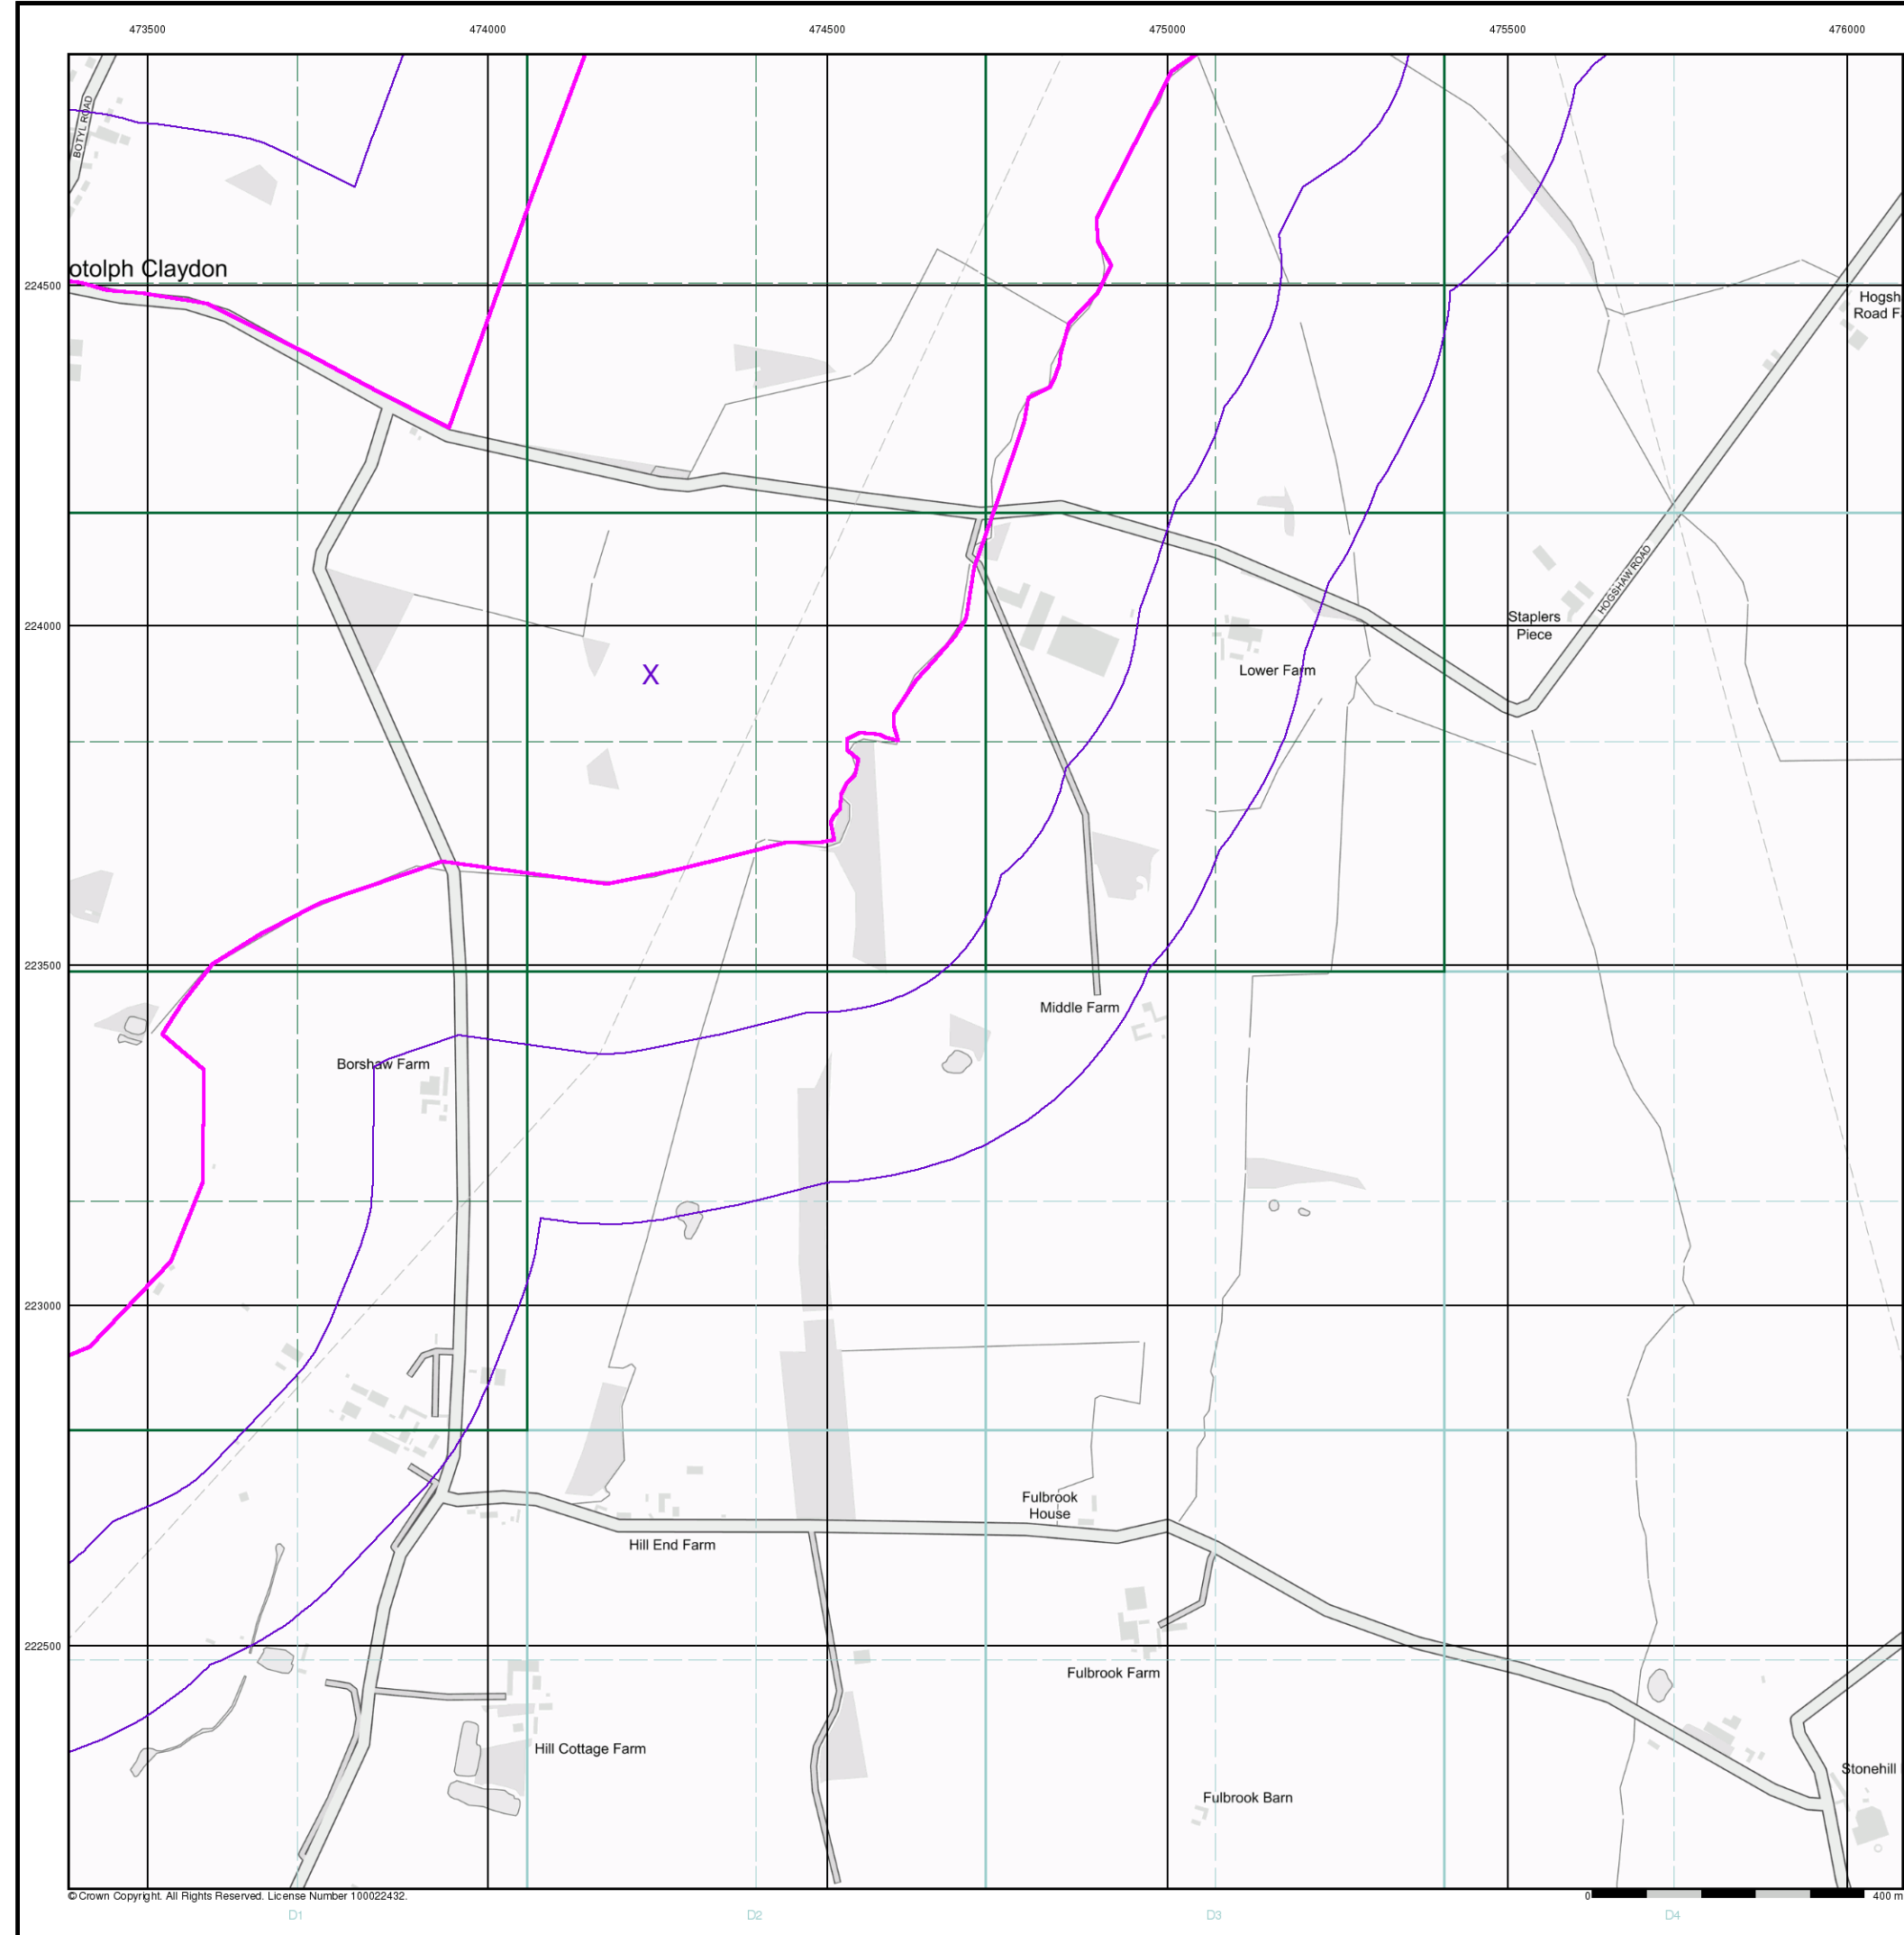 473500 474000 474500 475000 475500 476000
BOTYL ROAD
otolph Claydon
224500
Hogsh
Road F
HOGSHAW ROAD
Staplers
Piece
224000
X
Lower Farm
223500
Middle Farm
Borshaw Farm
223000
Fulbrook
House
Hill End Farm
222500
Fulbrook Farm
Hill Cottage Farm
Stonehill
Fulbrook Barn
© Crown Copyright. All Rights Reserved. License Number 100022432.
0 400 m
D1 D2 D3 D4